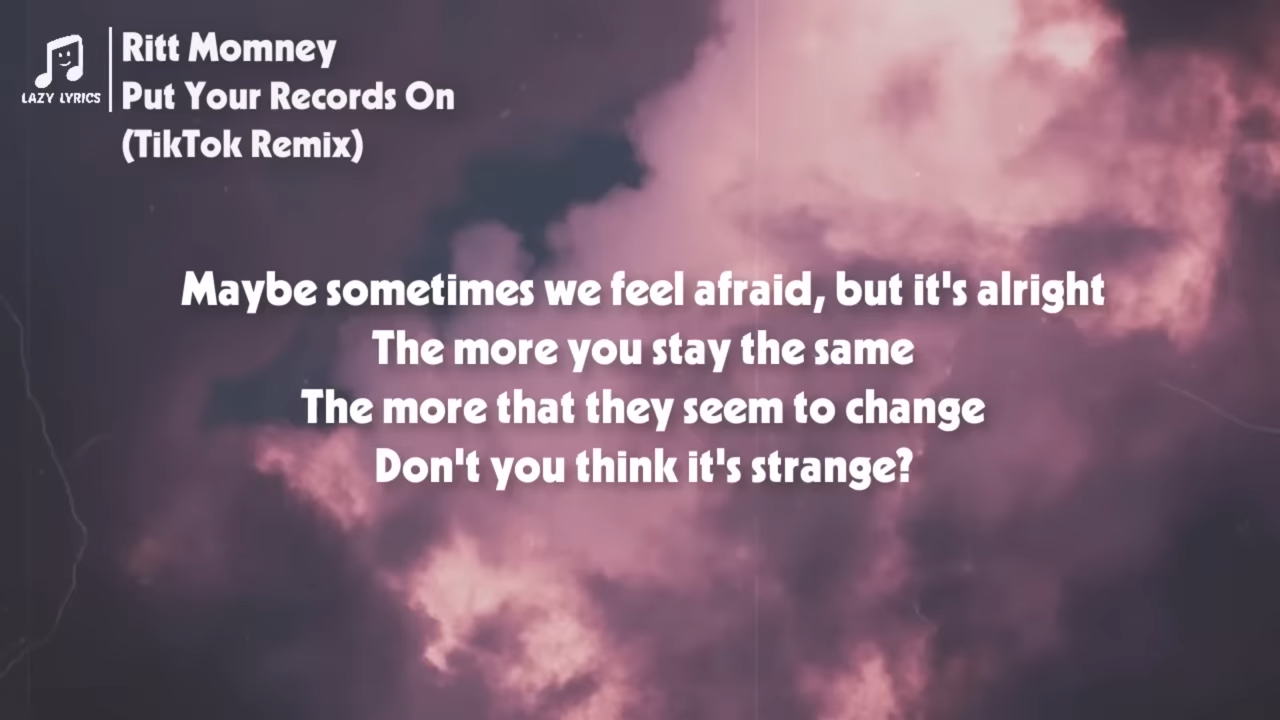 Ritt Momney
LAZY LYRICS
Put Your Records On
(TikTok Remix)
Maybe sometimes we feel afraid, but it's alright
The more you stay the same
The more that they seem to change
Don't you think it's strange?